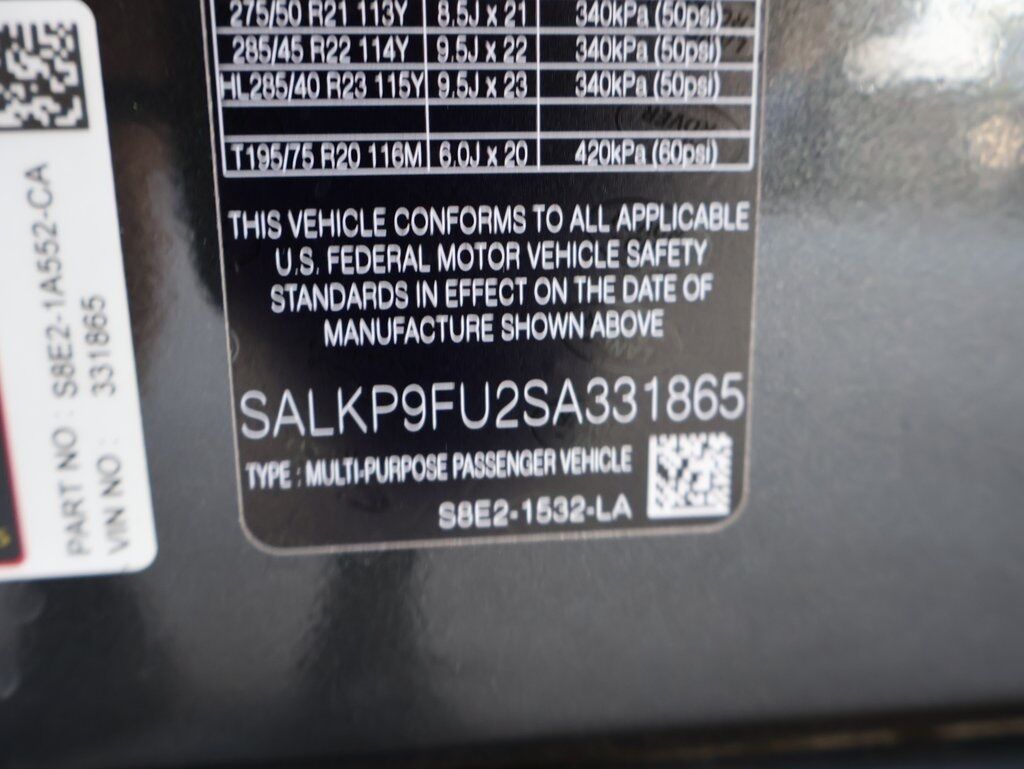 275/50 R21 113Y 8.5J x 21 340kPa (50psi)
285/45 R22 114Y 9.5J x 22 340kPa (50psi)
HL285/40 R23 115Y 9.5J x 23 340kPa (50psi)
T195/75 R20 116M 6.0J x 20 420kPa (60psi)
THIS VEHICLE CONFORMS TO ALL APPLICABLE
U.S. FEDERAL MOTOR VEHICLE SAFETY
STANDARDS IN EFFECT ON THE DATE OF
MANUFACTURE SHOWN ABOVE
SALKP9FU2SA331865
TYPE : MULTI-PURPOSE PASSENGER VEHICLE
S8E2-1532-LA
PART NO : S8E2-1A552-CA
VIN NO : 331865